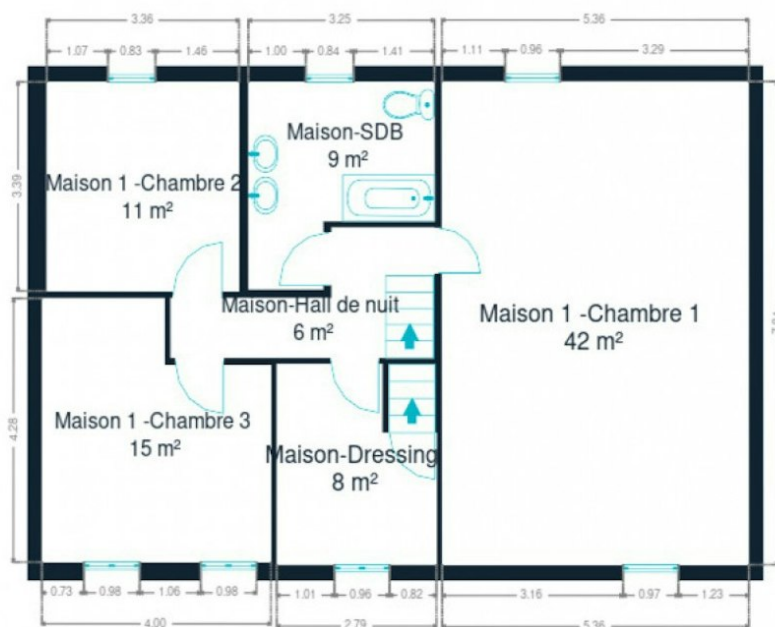 3.36 3.25 5.36
1.07 0.83 1.46 1.00 0.84 1.41 1.11 0.96 3.29
Maison-SDB
9 m²
Maison 1 -Chambre 2
11 m²
3.39
Maison-Hall de nuit
6 m²
Maison 1 -Chambre 1
42 m²
4.28
Maison 1 -Chambre 3
15 m²
Maison-Dressing
8 m²
0.73 0.98 1.06 0.98 1.01 0.96 0.82 3.16 0.97 1.23
4.00 2.79 5.36